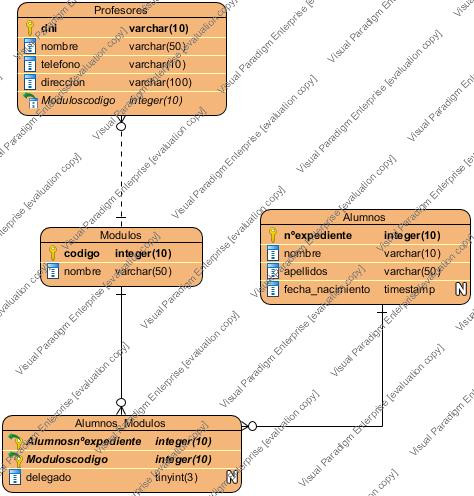 Profesores
dni varchar(10)
nombre varchar(50)
telefono varchar(10)
dirección varchar(100)
Moduloscodigo integer(10)
Modulos
codigo integer(10)
nombre varchar(50)
Alumnos
nºexpediente integer(10)
nombre varchar(10)
apellidos varchar(50)
fecha_nacimiento timestamp N
Alumnos_Modulos
Alumnosnºexpediente integer(10)
Moduloscodigo integer(10)
delegado tinyint(3) N
Visual Paradigm Enterprise [evaluation copy]